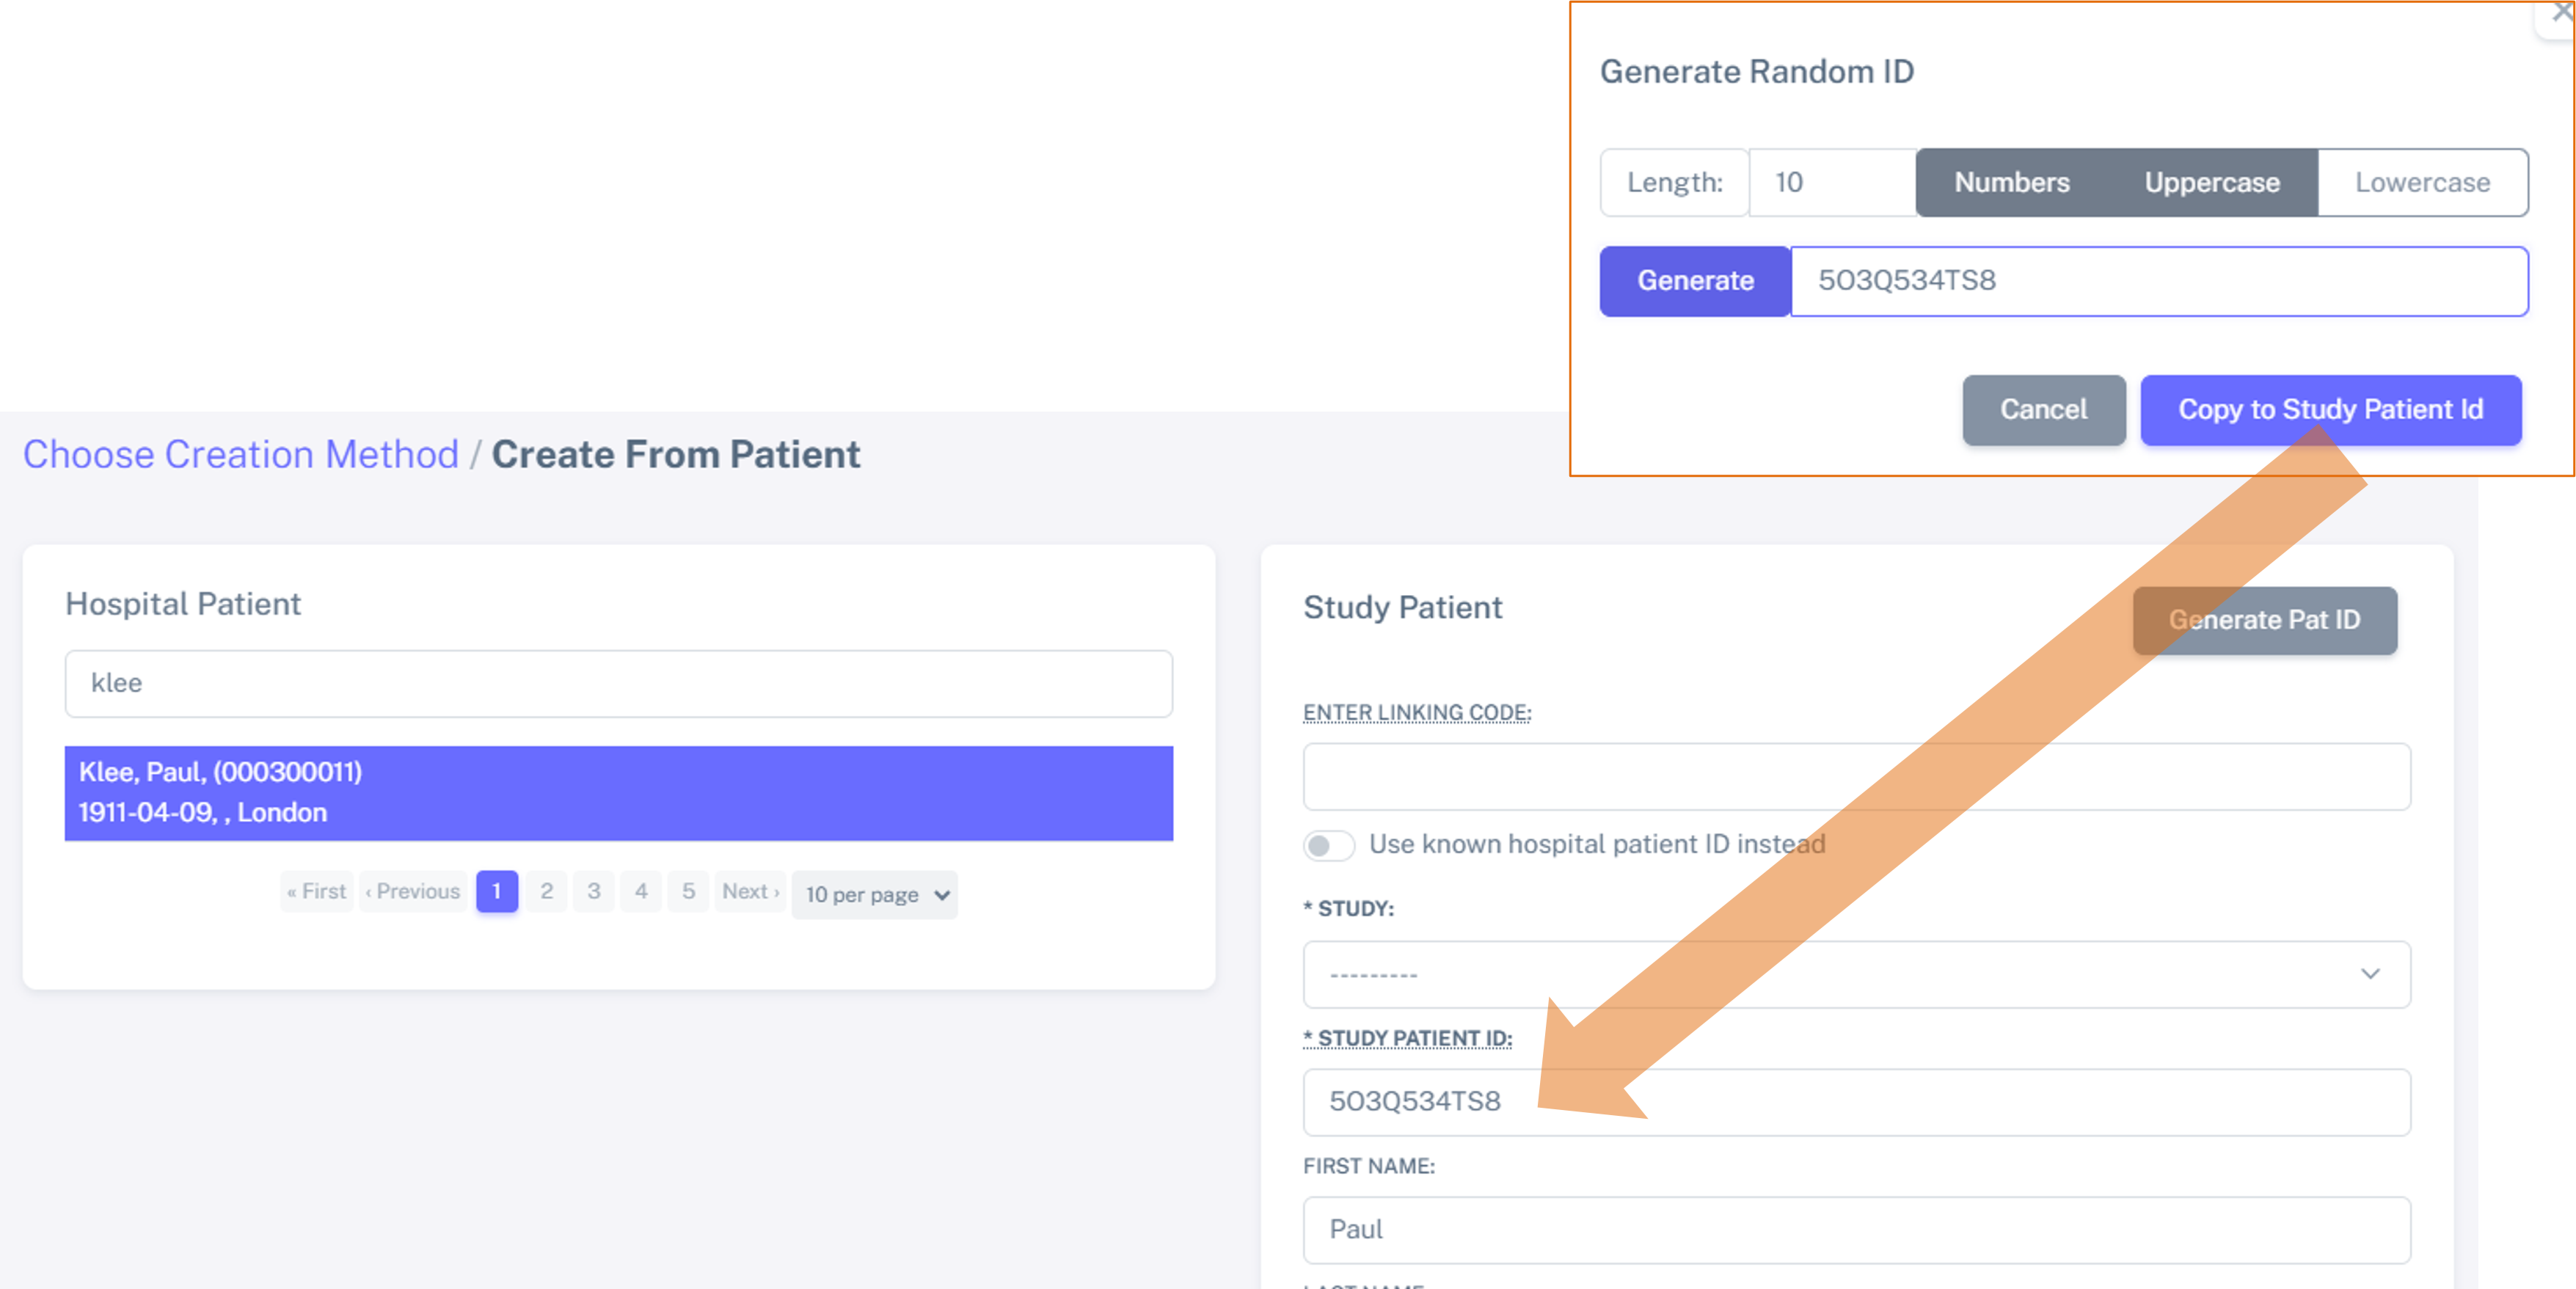 Generate Random ID
Length: 10 Numbers Uppercase Lowercase
Generate 5O3Q534TS8
Cancel Copy to Study Patient Id
Choose Creation Method / Create From Patient
Hospital Patient
klee
Klee, Paul, (000300011)
1911-04-09, , London
« First ‹ Previous 1 2 3 4 5 Next › 10 per page
Study Patient
Generate Pat ID
ENTER LINKING CODE:
Use known hospital patient ID instead
* STUDY:
---------
* STUDY PATIENT ID:
5O3Q534TS8
FIRST NAME:
Paul